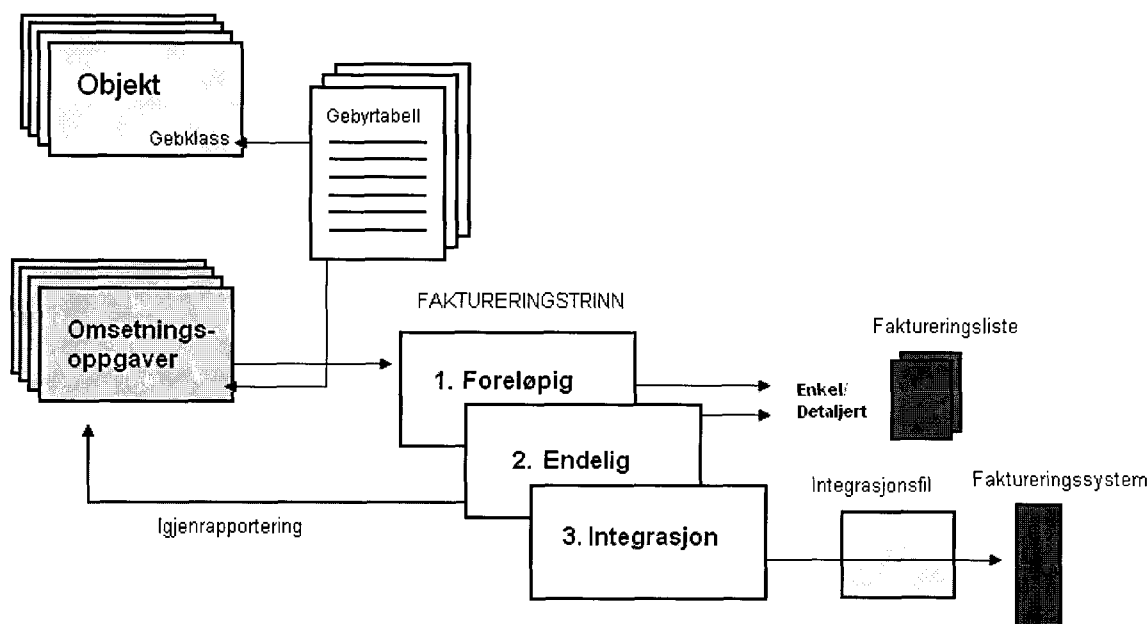 Objekt
Gebklass
Gebyrtabell
FAKTURERINGSTRINN
Omsetnings-
oppgaver
1. Foreløpig
Enkel/
Detaljert
Faktureringsliste
2. Endelig
Igjenrapportering
3. Integrasjon
Integrasjonsfil
Faktureringssystem